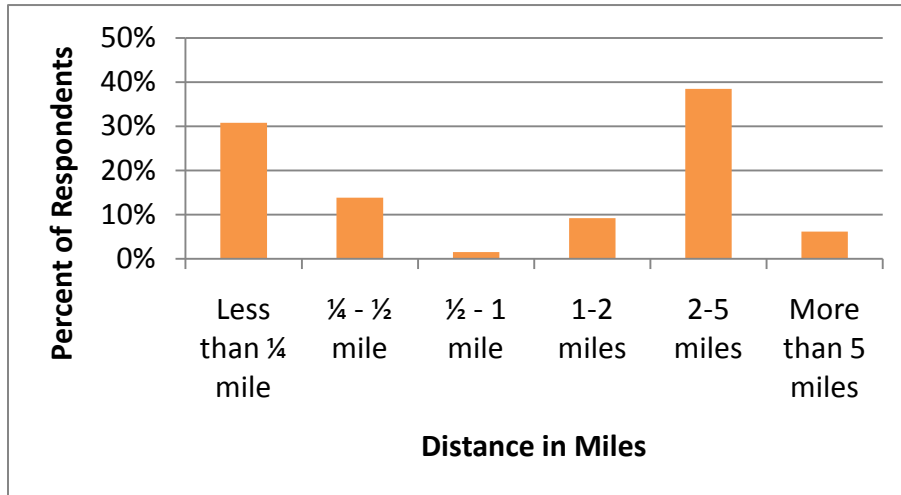 Percent of Respondents
50%
40%
30%
20%
10%
0%
Less than ¼ mile
¼ - ½ mile
½ - 1 mile
1-2 miles
2-5 miles
More than 5 miles
Distance in Miles